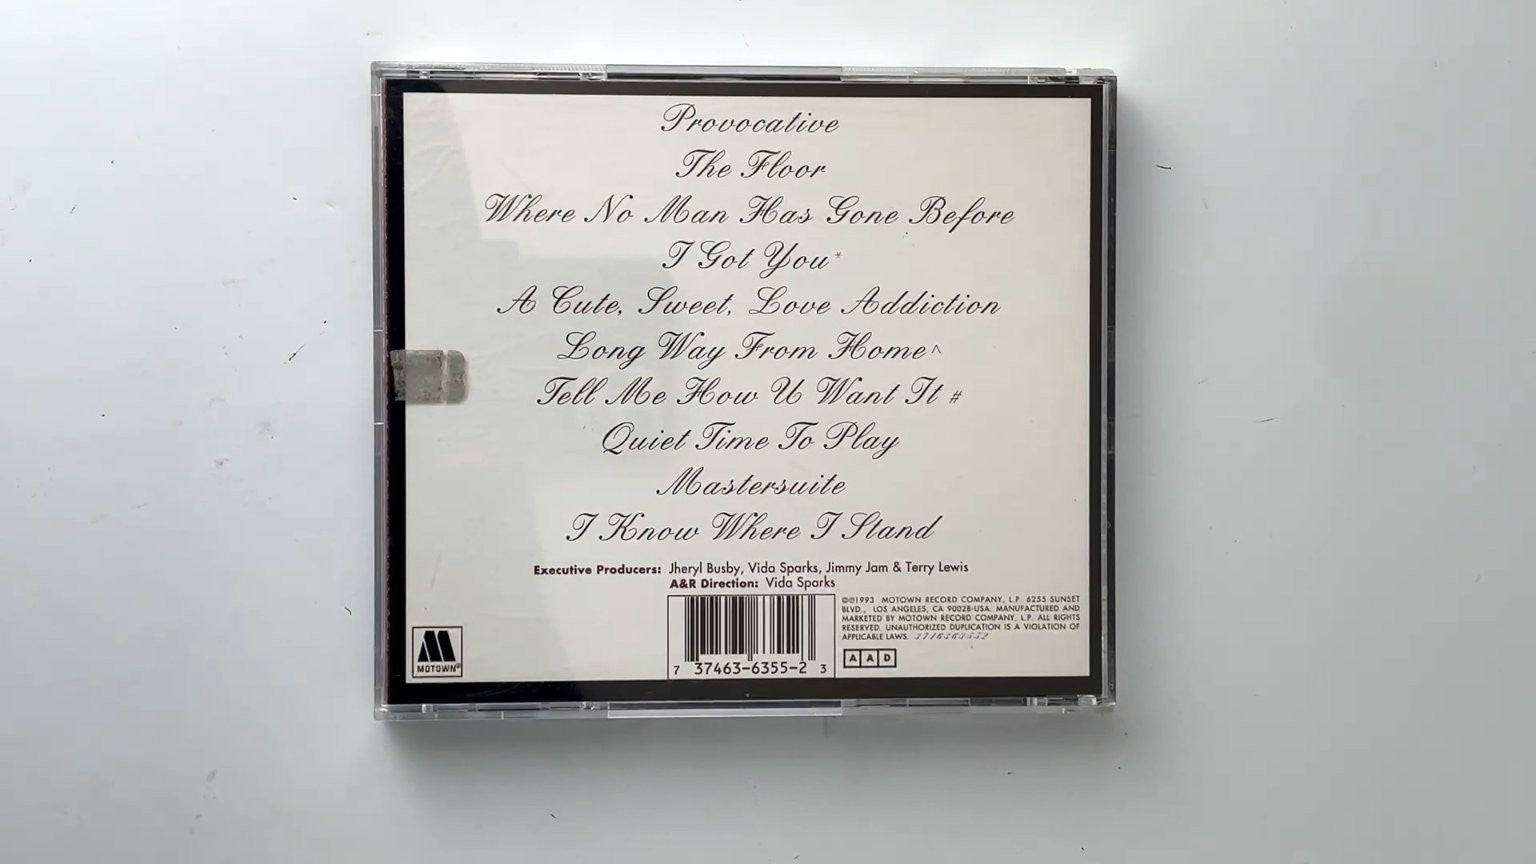 Provocative
The Floor
Where No Man Has Gone Before
I Got You*
A Cute, Sweet, Love Addiction
Long Way From Home^
Tell Me How U Want It #
Quiet Time To Play
Mastersuite
I Know Where I Stand
Executive Producers: Jheryl Busby, Vida Sparks, Jimmy Jam & Terry Lewis
A&R Direction: Vida Sparks
©℗1993 MOTOWN RECORD COMPANY, L.P. 6255 SUNSET
BLVD., LOS ANGELES, CA 90028-USA. MANUFACTURED AND
MARKETED BY MOTOWN RECORD COMPANY, L.P. ALL RIGHTS
RESERVED. UNAUTHORIZED DUPLICATION IS A VIOLATION OF
APPLICABLE LAWS. 3746363552
AAD
MOTOWN®
7 37463-6355-2 3